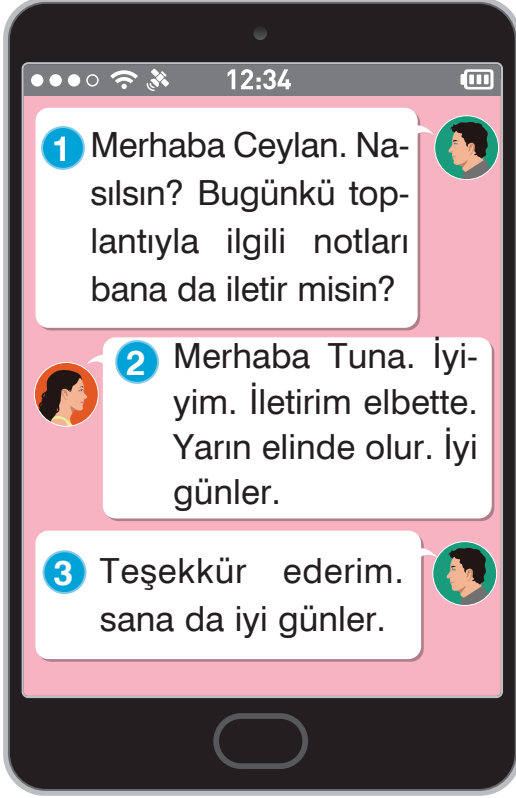 12:34
1 Merhaba Ceylan. Na-
sılsın? Bugünkü top-
lantıyla ilgili notları
bana da iletir misin?
2 Merhaba Tuna. İyi-
yim. İletirim elbette.
Yarın elinde olur. İyi
günler.
3 Teşekkür ederim.
sana da iyi günler.